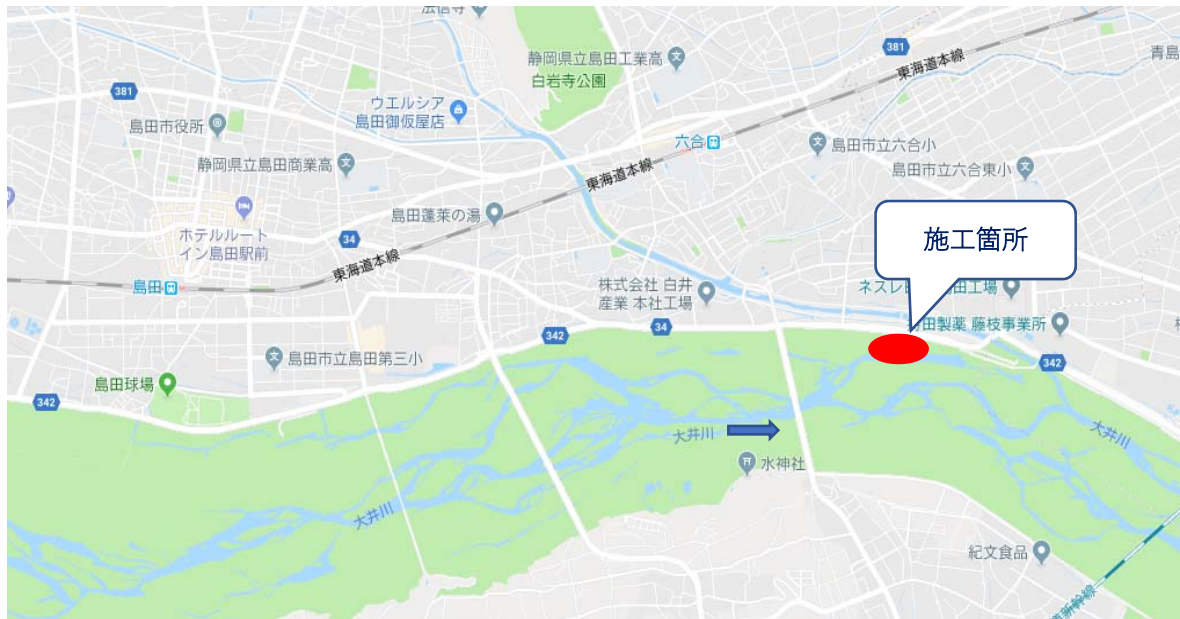 法信寺
静岡県立島田工業高
白岩寺公園
381
東海道本線
青島
381
ウエルシア
島田御仮屋店
島田市役所
六合
島田市立六合小
静岡県立島田商業高
東海道本線
島田市立六合東小
島田蓬莱の湯
施工箇所
ホテルルート
イン島田駅前
34
東海道本線
島田
株式会社 白井
産業 本社工場
ネスレ
田工場
田製薬 藤枝事業所
342
34
342
島田市立島田第三小
島田球場
342
大井川
大井川
水神社
大井川
紀文食品
新幹線